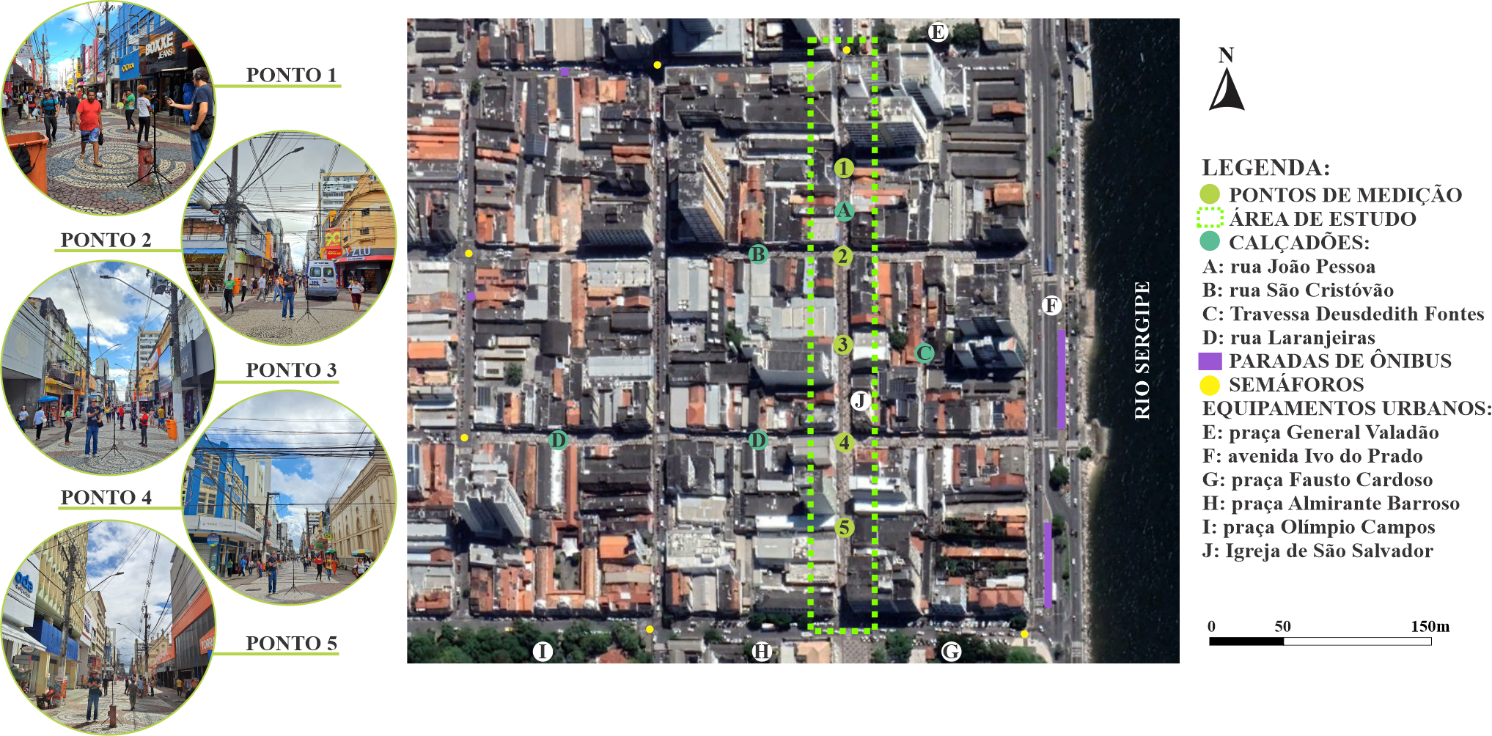 PONTO 1
PONTO 2
PONTO 3
PONTO 4
PONTO 5
BOXXE
JEANS
E
1
A
B
2
3
C
F
J
D
D
4
5
I
H
G
RIO SERGIPE
N
LEGENDA:
PONTOS DE MEDIÇÃO
ÁREA DE ESTUDO
CALÇADÕES:
A: rua João Pessoa
B: rua São Cristóvão
C: Travessa Deusdedith Fontes
D: rua Laranjeiras
PARADAS DE ÔNIBUS
SEMÁFOROS
EQUIPAMENTOS URBANOS:
E: praça General Valadão
F: avenida Ivo do Prado
G: praça Fausto Cardoso
H: praça Almirante Barroso
I: praça Olímpio Campos
J: Igreja de São Salvador
0 50 150m